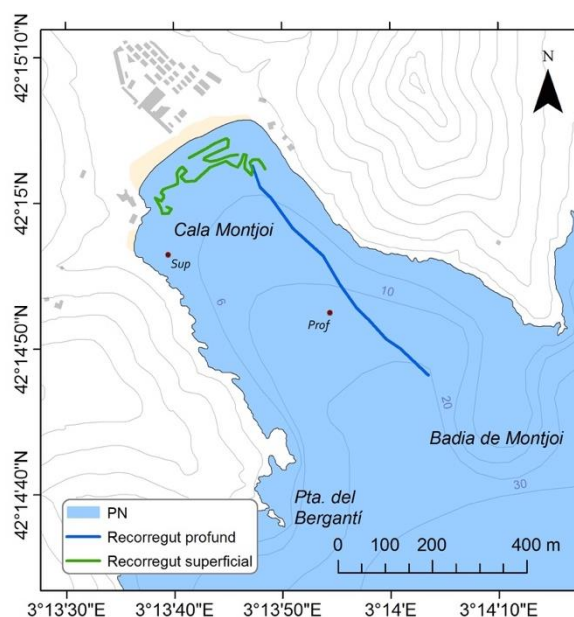 42°15'10"N
42°15'N
42°14'50"N
42°14'40"N
N
Cala Montjoi
Sup
6
10
Prof
20
Badia de Montjoi
30
Pta. del
Bergantí
PN
Recorregut profund
Recorregut superficial
0 100 200 400 m
3°13'30"E 3°13'40"E 3°13'50"E 3°14'E 3°14'10"E